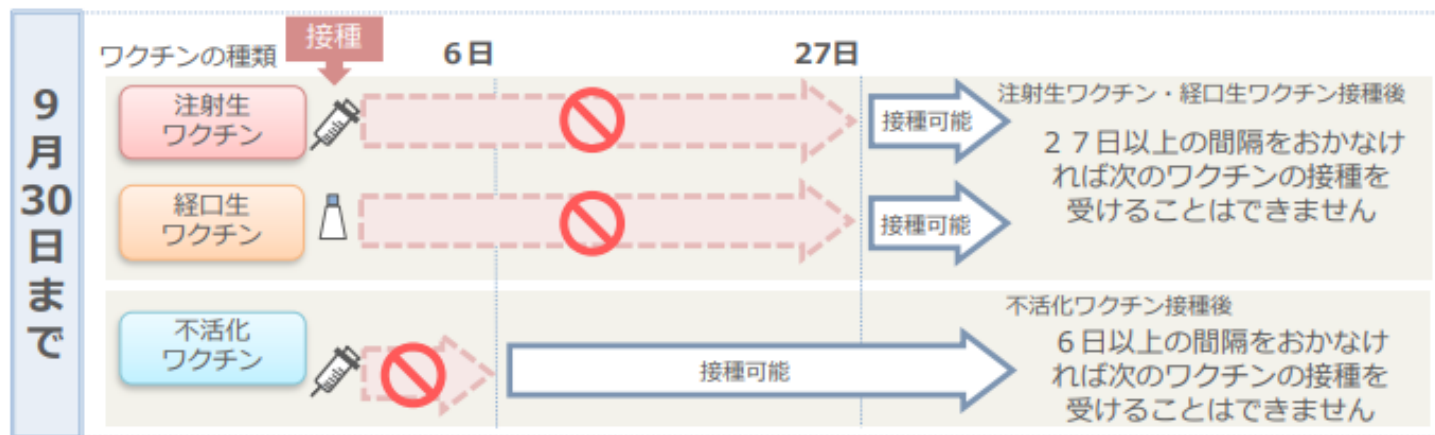 9月30日まで
ワクチンの種類
接種
6日
27日
注射生
ワクチン
接種可能
注射生ワクチン・経口生ワクチン接種後
27日以上の間隔をおかなけ
れば次のワクチンの接種を
受けることはできません
経口生
ワクチン
接種可能
不活化
ワクチン
接種可能
不活化ワクチン接種後
6日以上の間隔をおかなけ
れば次のワクチンの接種を
受けることはできません